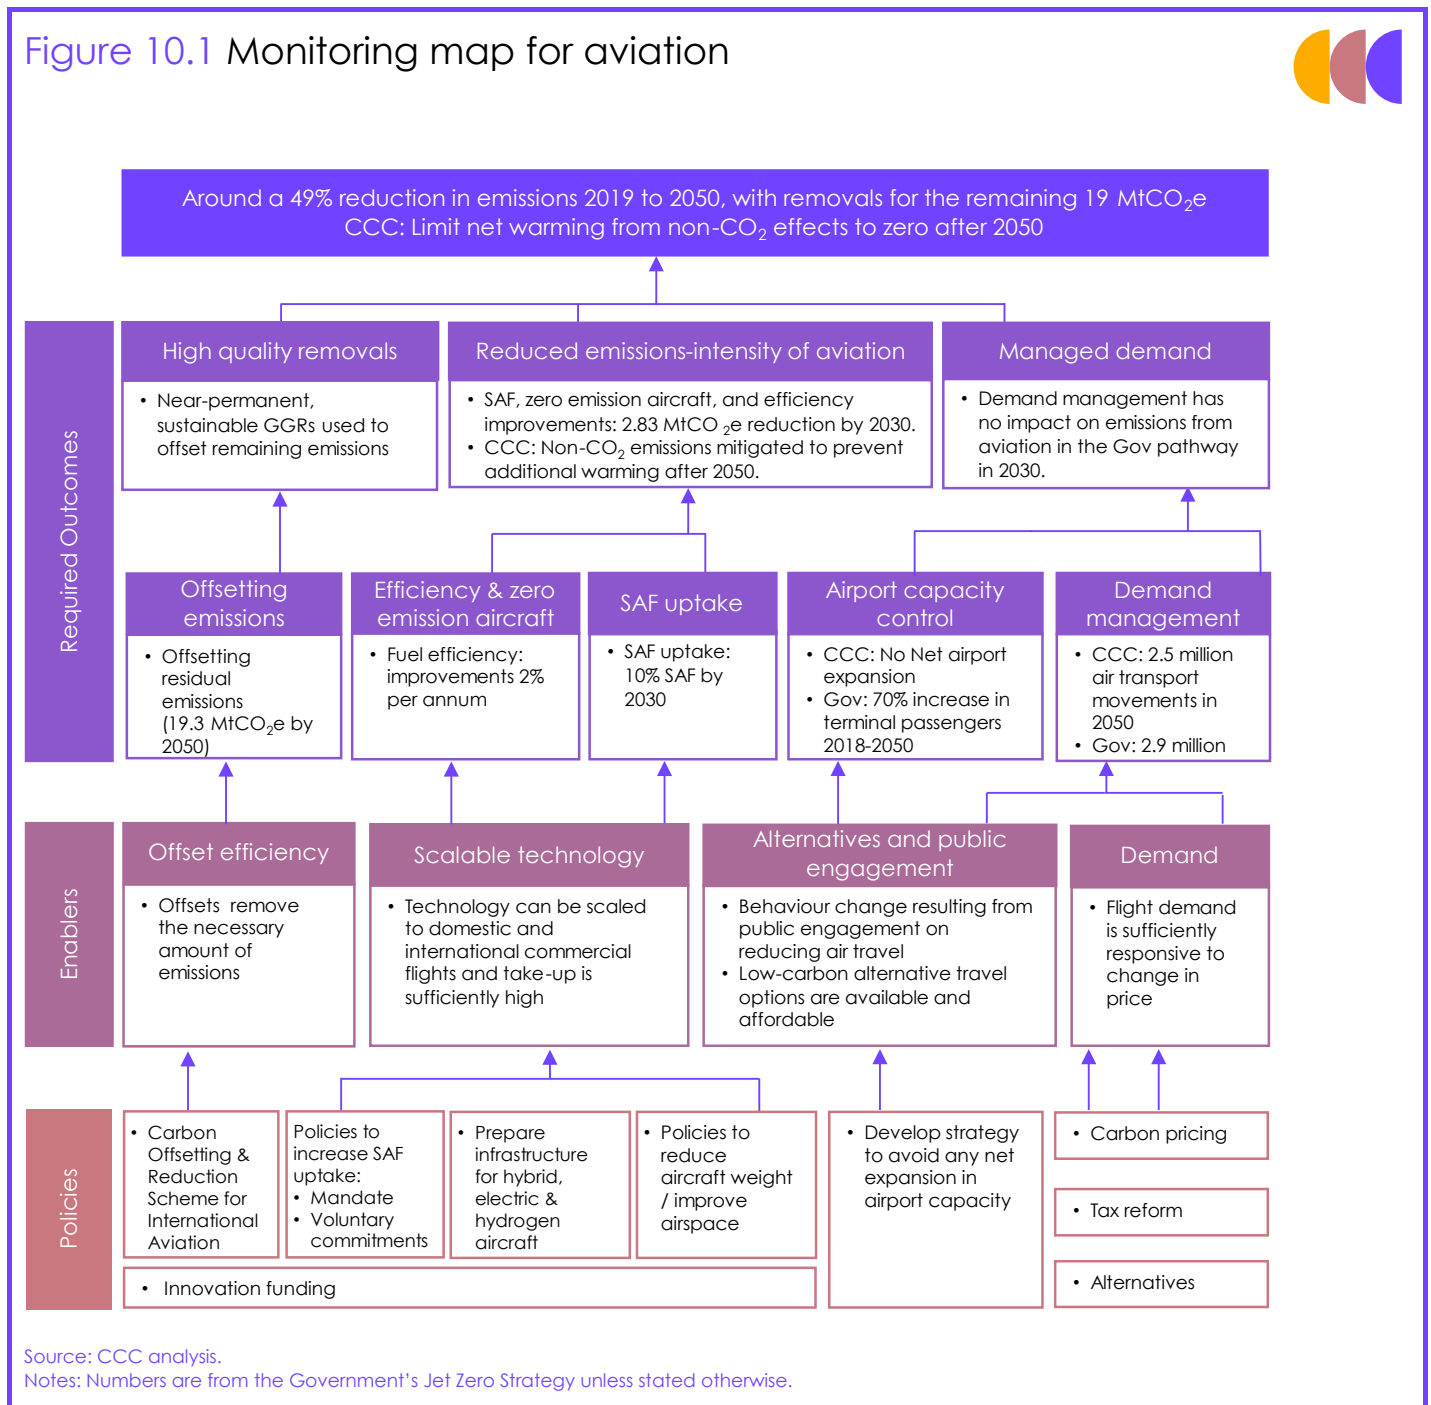 Figure 10.1 Monitoring map for aviation
Around a 49% reduction in emissions 2019 to 2050, with removals for the remaining 19 MtCO2e
CCC: Limit net warming from non-CO2 effects to zero after 2050
Required Outcomes
High quality removals
• Near-permanent,
sustainable GGRs used to
offset remaining emissions
Reduced emissions-intensity of aviation
• SAF, zero emission aircraft, and efficiency
improvements: 2.83 MtCO 2e reduction by 2030.
• CCC: Non-CO2 emissions mitigated to prevent
additional warming after 2050.
Managed demand
• Demand management has
no impact on emissions from
aviation in the Gov pathway
in 2030.
Offsetting
emissions
• Offsetting
residual
emissions
(19.3 MtCO2e by
2050)
Efficiency & zero
emission aircraft
• Fuel efficiency:
improvements 2%
per annum
SAF uptake
• SAF uptake:
10% SAF by
2030
Airport capacity
control
• CCC: No Net airport
expansion
• Gov: 70% increase in
terminal passengers
2018-2050
Demand
management
• CCC: 2.5 million
air transport
movements in
2050
• Gov: 2.9 million
Enablers
Offset efficiency
• Offsets remove
the necessary
amount of
emissions
Scalable technology
• Technology can be scaled
to domestic and
international commercial
flights and take-up is
sufficiently high
Alternatives and public
engagement
• Behaviour change resulting from
public engagement on
reducing air travel
• Low-carbon alternative travel
options are available and
affordable
Demand
• Flight demand
is sufficiently
responsive to
change in
price
Policies
• Carbon
Offsetting &
Reduction
Scheme for
International
Aviation
Policies to
increase SAF
uptake:
• Mandate
• Voluntary
commitments
• Prepare
infrastructure
for hybrid,
electric &
hydrogen
aircraft
• Policies to
reduce
aircraft weight
/ improve
airspace
• Innovation funding
• Develop strategy
to avoid any net
expansion in
airport capacity
• Carbon pricing
• Tax reform
• Alternatives
Source: CCC analysis.
Notes: Numbers are from the Government's Jet Zero Strategy unless stated otherwise.